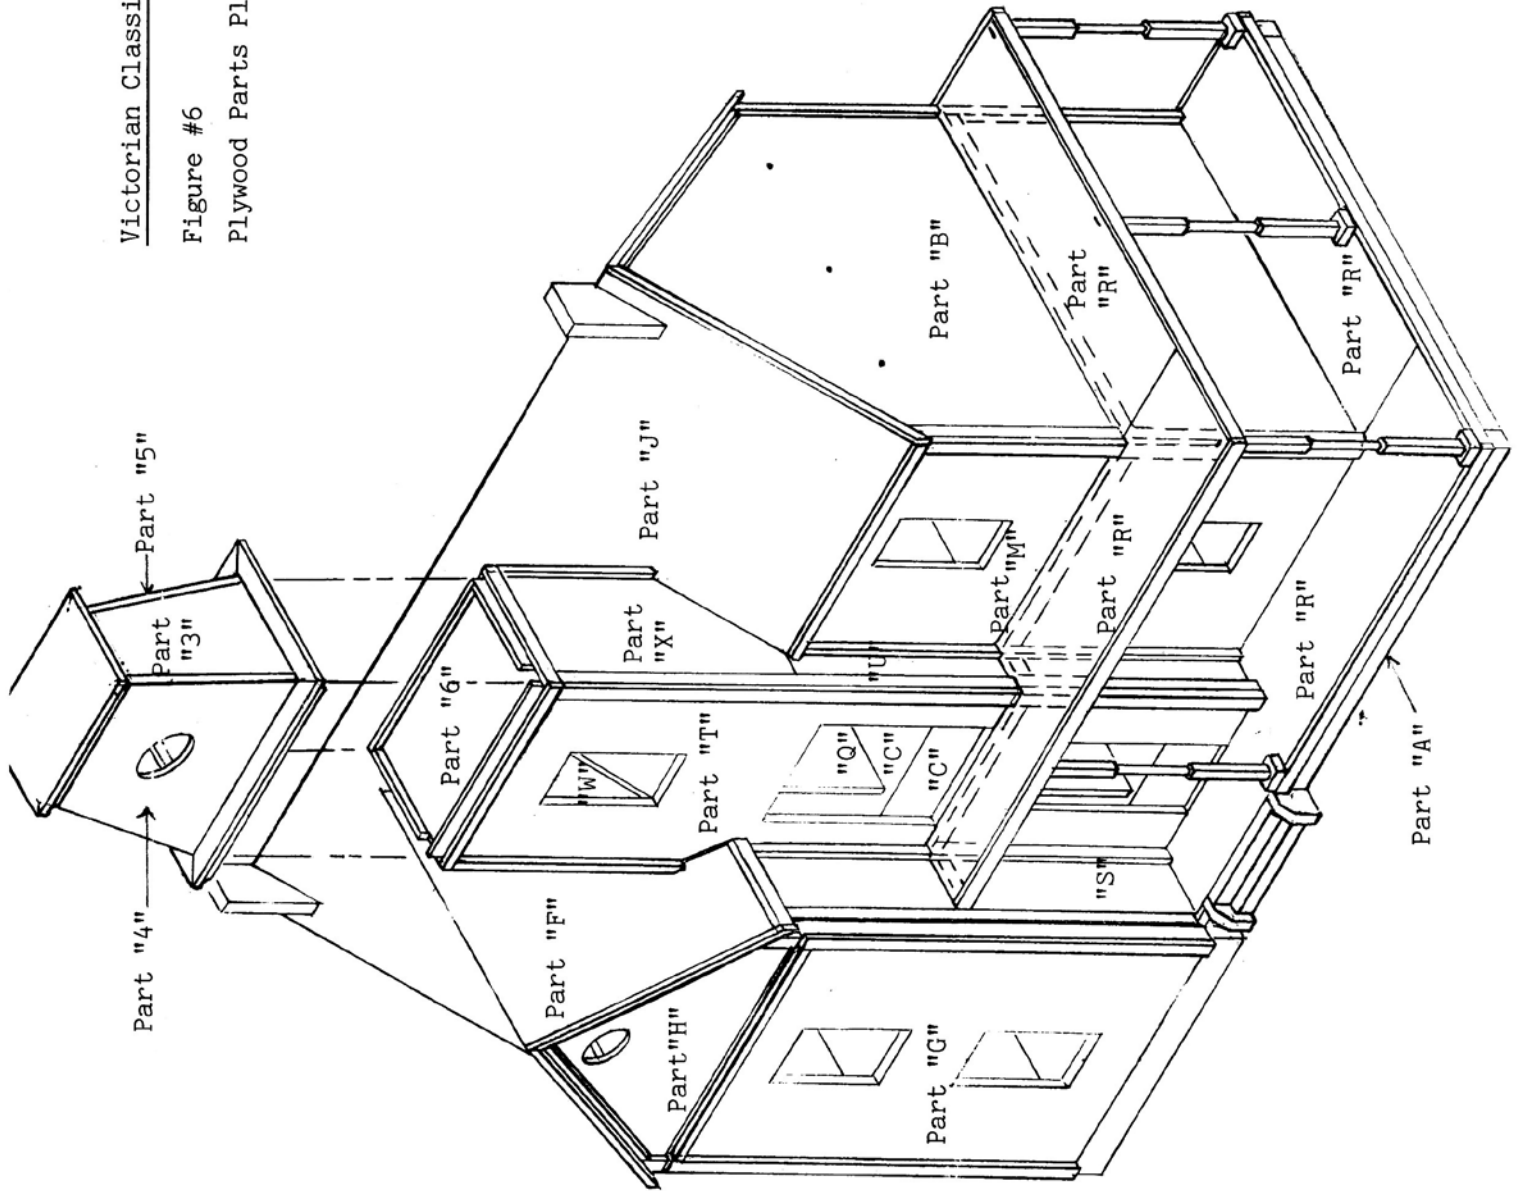 Victorian Classi
Figure #6
Plywood Parts Pl
Part "5"
Part
"3"
Part "4"
Part "6"
Part "J"
Part
"X"
"W"
Part "T"
Part "F"
Part "B"
Part
"R"
Part "R"
"U"
Part
"M"
Part "R"
"Q"
"C"
"C"
Part "R"
"S"
Part"H"
Part "G"
Part "A"